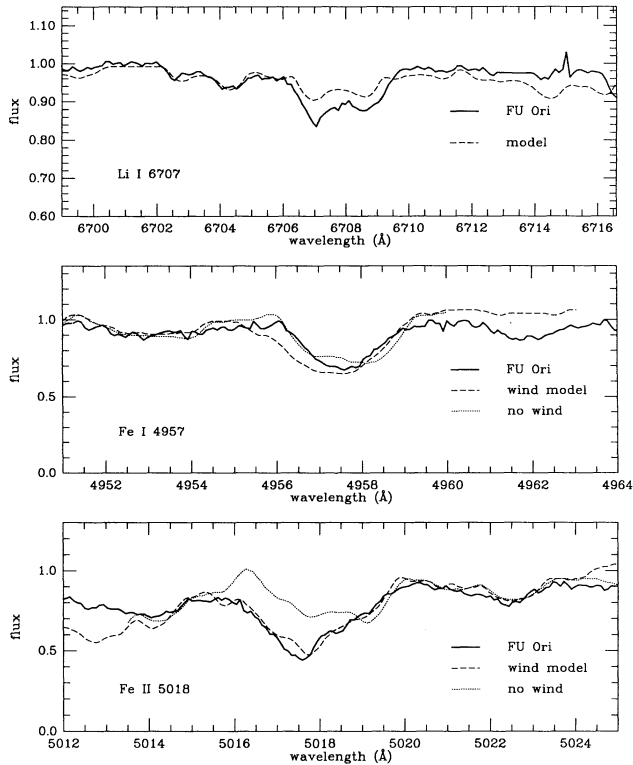 1.15
1.10
1.00
0.90
0.80
0.70
0.60
flux
FU Ori
model
Li I 6707
6700 6702 6704 6706 6708 6710 6712 6714 6716
wavelength (Å)
1.0
0.5
0.0
flux
FU Ori
wind model
no wind
Fe I 4957
4952 4954 4956 4958 4960 4962 4964
wavelength (Å)
1.0
0.5
0.0
flux
FU Ori
wind model
no wind
Fe II 5018
5012 5014 5016 5018 5020 5022 5024
wavelength (Å)